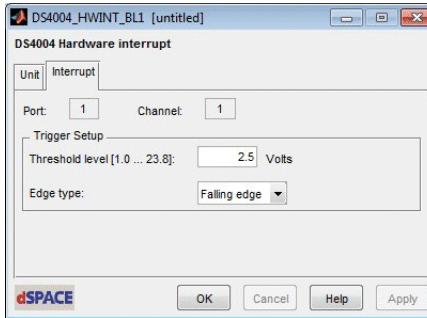 DS4004_HWINT_BL1 [untitled]
DS4004 Hardware interrupt
Unit Interrupt
Port: 1 Channel: 1
Trigger Setup
Threshold level [1.0 ... 23.8]: 2.5 Volts
Edge type: Falling edge
dSPACE OK Cancel Help Apply